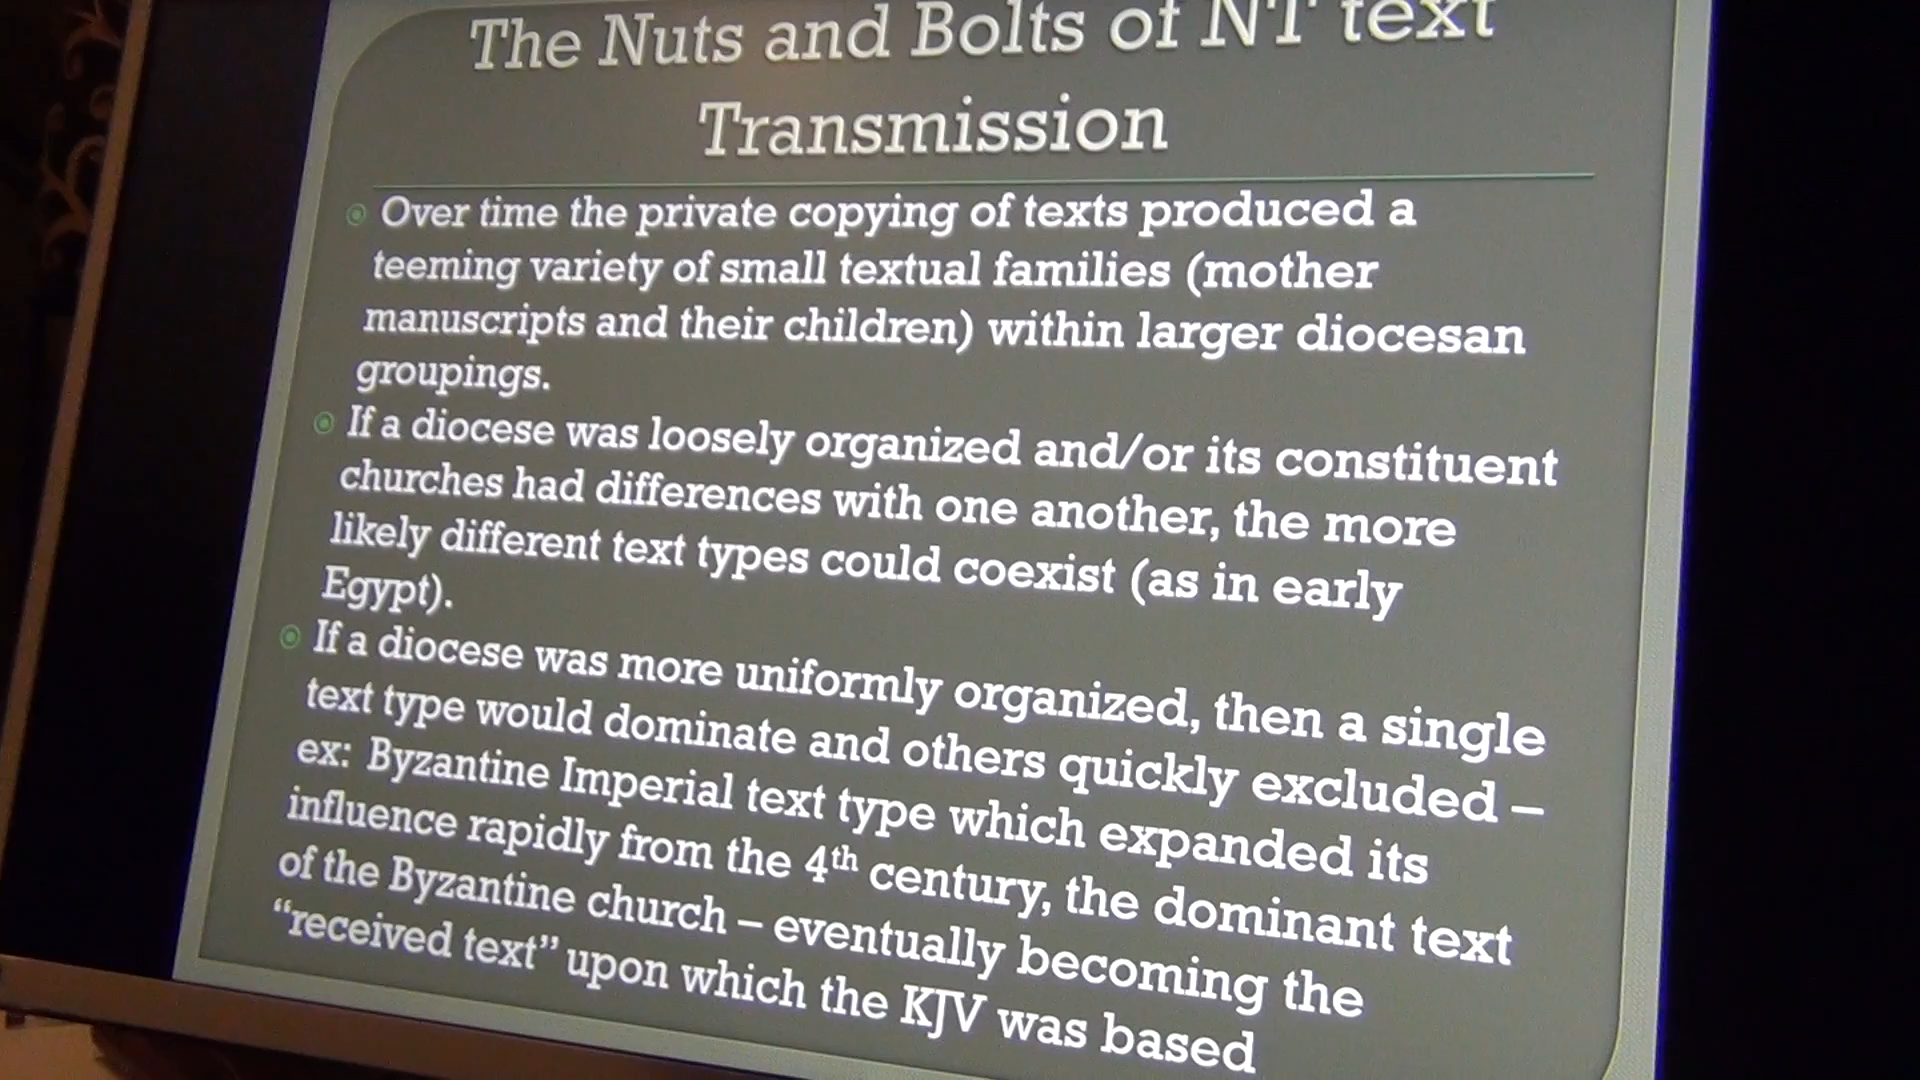 The Nuts and Bolts of NT text
Transmission
Over time the private copying of texts produced a
teeming variety of small textual families (mother
manuscripts and their children) within larger diocesan
groupings.
If a diocese was loosely organized and/or its constituent
churches had differences with one another, the more
likely different text types could coexist (as in early
Egypt).
If a diocese was more uniformly organized, then a single
text type would dominate and others quickly excluded –
ex: Byzantine Imperial text type which expanded its
influence rapidly from the 4th century, the dominant text
of the Byzantine church – eventually becoming the
“received text” upon which the KJV was based